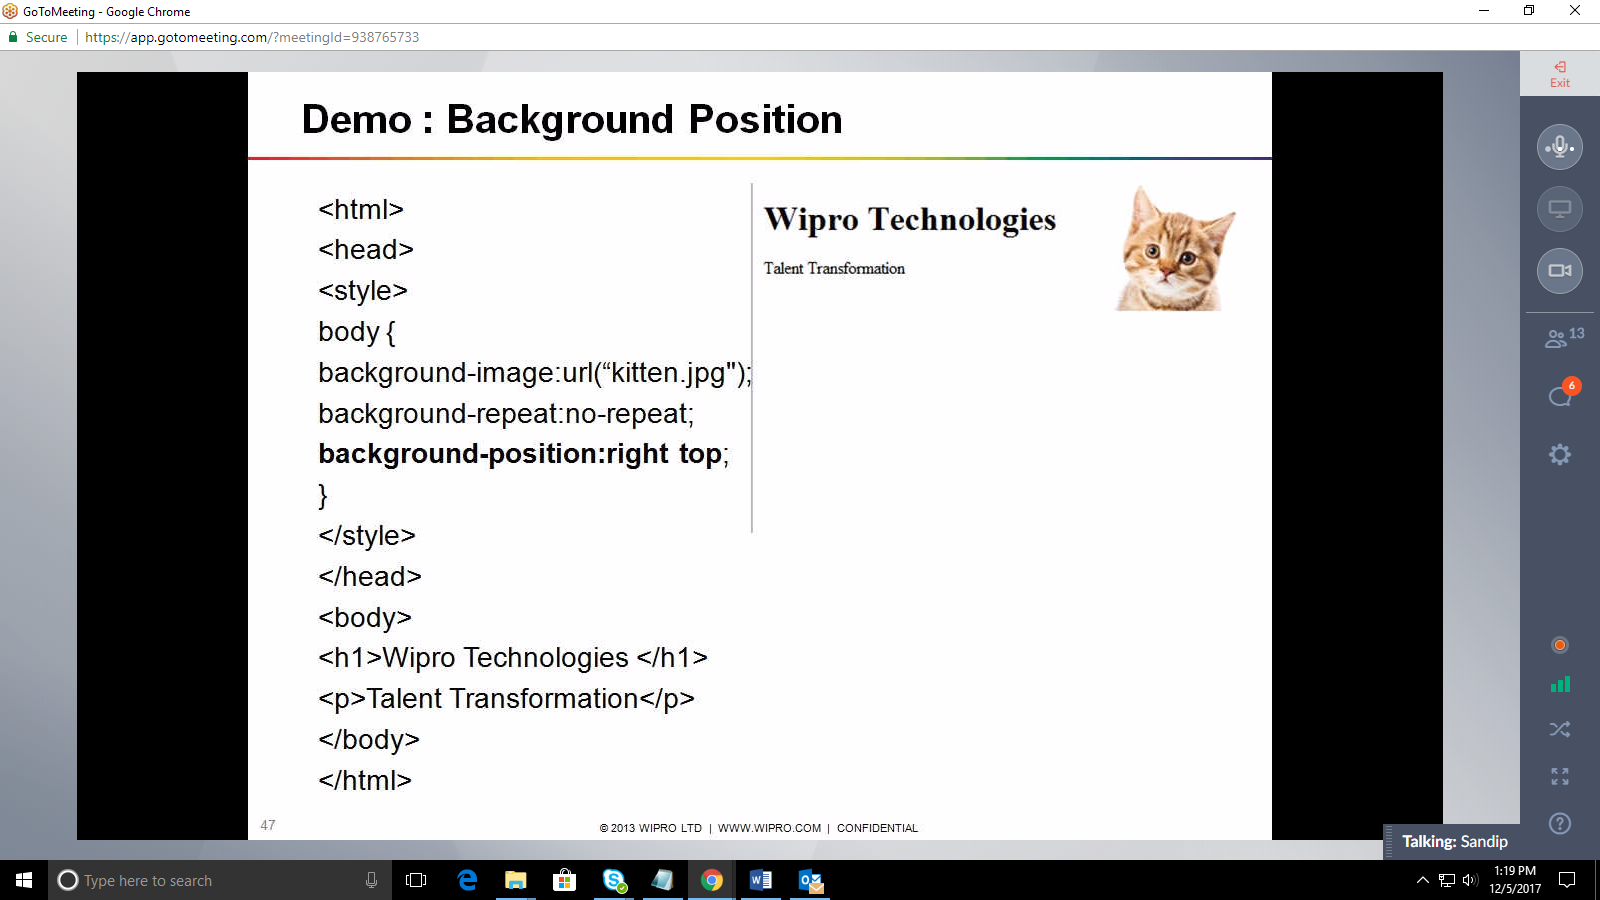 GoToMeeting - Google Chrome
Secure https://app.gotomeeting.com/?meetingId=938765733
Exit
Demo : Background Position
<html>
<head>
<style>
body {
background-image:url(“kitten.jpg");
background-repeat:no-repeat;
background-position:right top;
}
</style>
</head>
<body>
<h1>Wipro Technologies </h1>
<p>Talent Transformation</p>
</body>
</html>
Wipro Technologies
Talent Transformation
13
6
47
© 2013 WIPRO LTD | WWW.WIPRO.COM | CONFIDENTIAL
Talking: Sandip
Type here to search
1:19 PM
12/5/2017